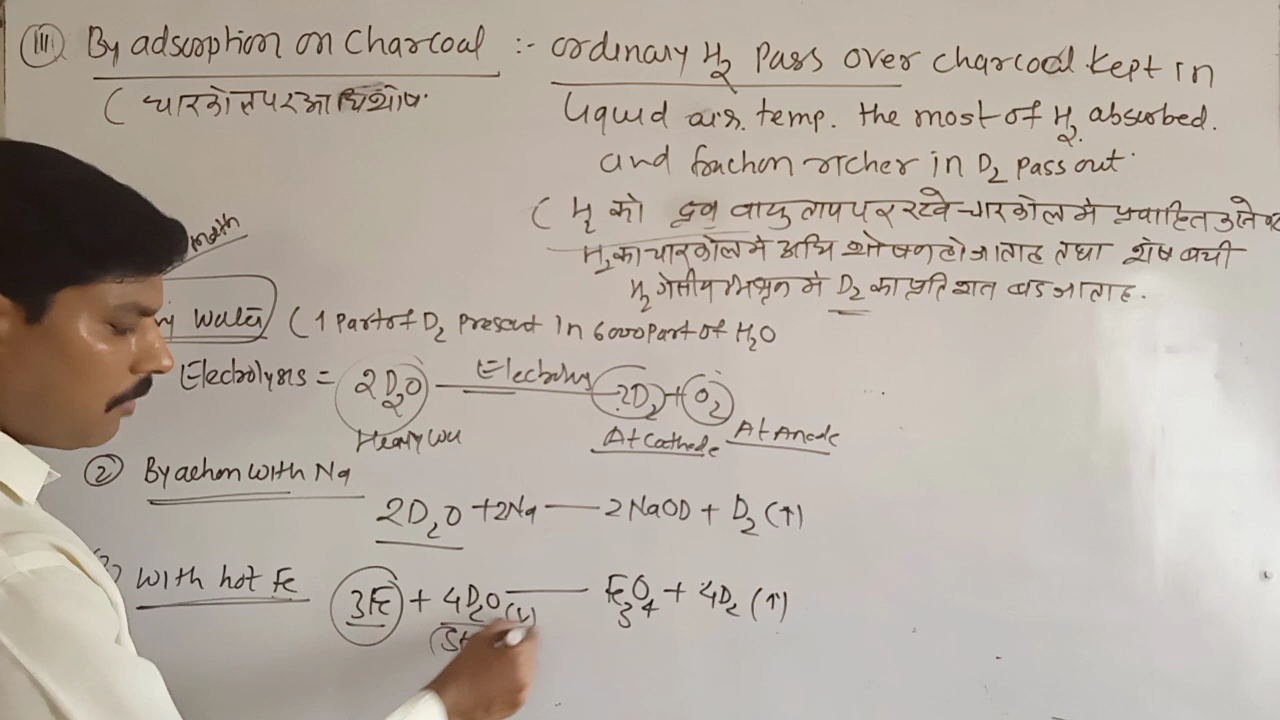 (III) By adsorption on Charcoal :- ordinary H2 pass over charcoal kept in
( चारकोल पर अधिशोषण liquid air. temp. the most of H2 absorbed.
and fraction richer in D2 pass out.
( H2 को द्रव वायु ताप पर रखे चारकोल मे प्रवाहित
H2 का चारकोल मे अधिशोषण हो जाता है तथा शेष बची
H2 गैसीय मिश्रण मे D2 का प्रतिशत बड जाता है.
meth
Water ( 1 Part of D2 Present in 6000 part of H2O
Electrolysis = 2D2O —— 2D2 + O2
Heavy At Cathode At Anode
(2) By action with Na
2D2O + 2Na —— 2NaOD + D2 (↑)
With hot Fe 3Fe + 4D2O —— Fe3O4 + 4D2 (↑)
(St